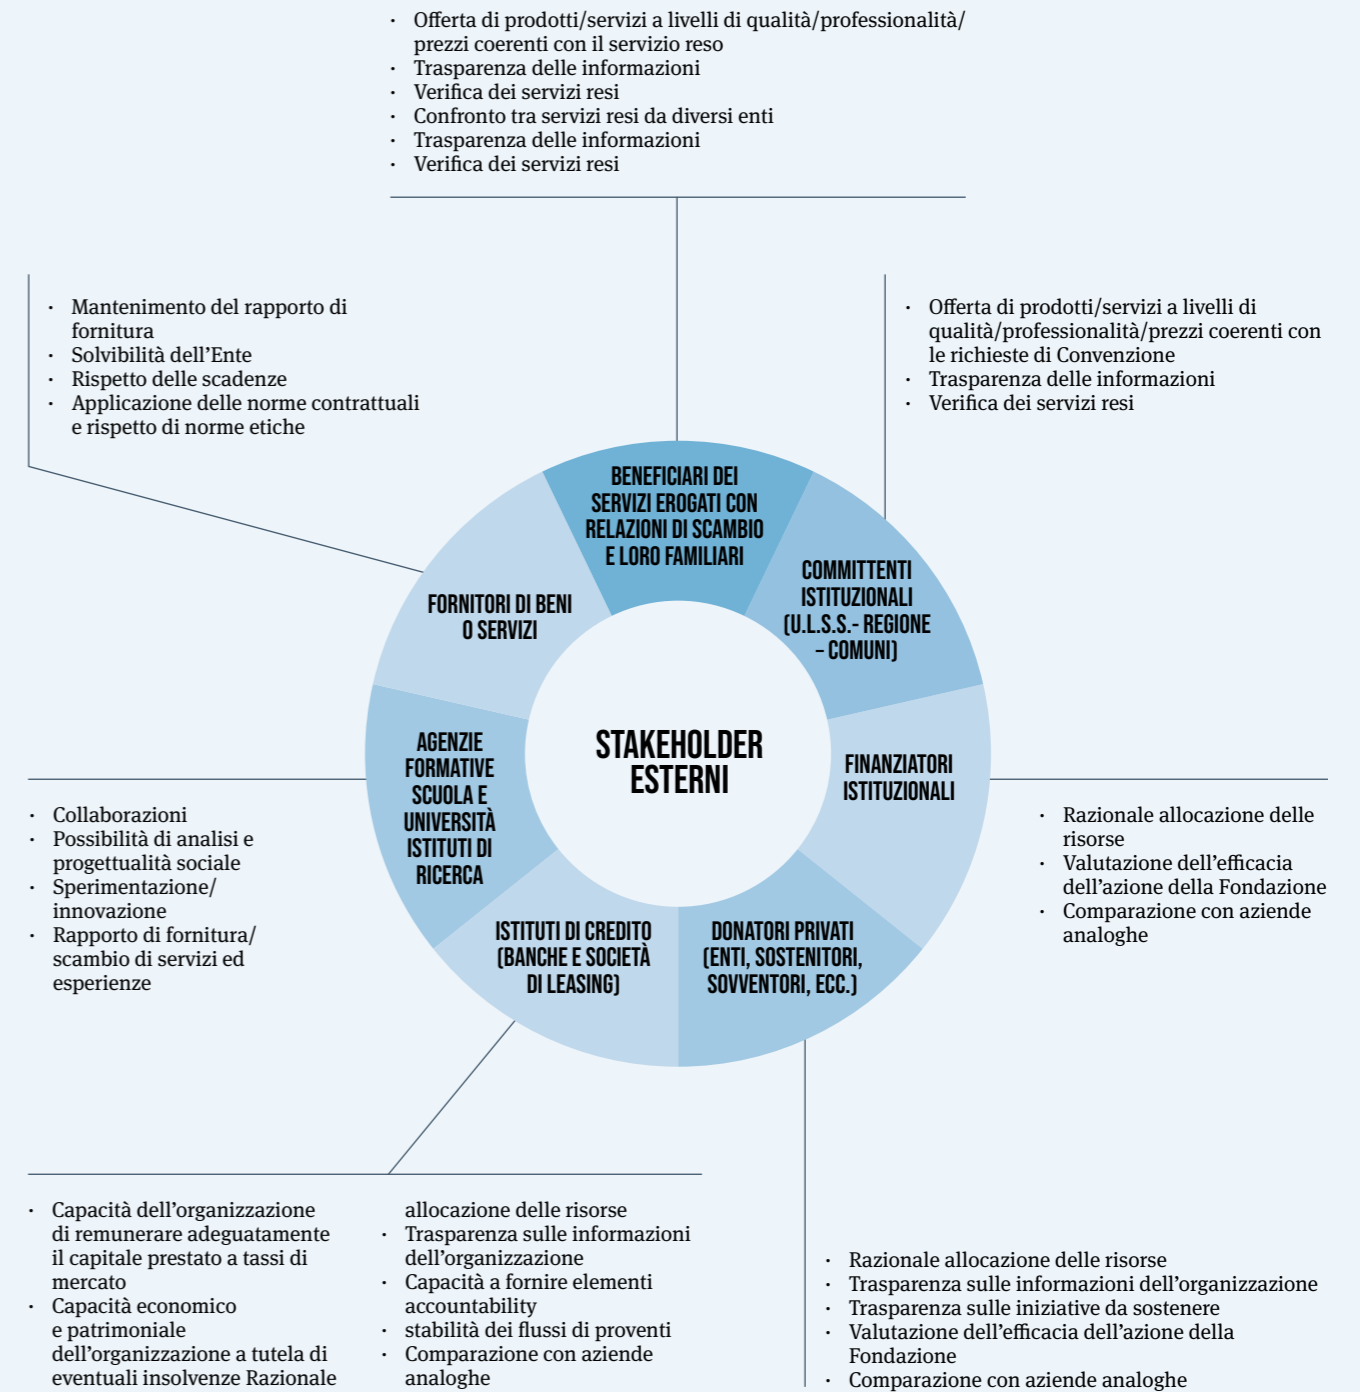 · Offerta di prodotti/servizi a livelli di qualità/professionalità/
prezzi coerenti con il servizio reso
· Trasparenza delle informazioni
· Verifica dei servizi resi
· Confronto tra servizi resi da diversi enti
· Trasparenza delle informazioni
· Verifica dei servizi resi
· Mantenimento del rapporto di
fornitura
· Solvibilità dell’Ente
· Rispetto delle scadenze
· Applicazione delle norme contrattuali
e rispetto di norme etiche
· Offerta di prodotti/servizi a livelli di
qualità/professionalità/prezzi coerenti con
le richieste di Convenzione
· Trasparenza delle informazioni
· Verifica dei servizi resi
BENEFICIARI DEI
SERVIZI EROGATI CON
RELAZIONI DI SCAMBIO
E LORO FAMILIARI
COMMITTENTI
ISTITUZIONALI
(U.L.S.S.- REGIONE
– COMUNI)
FORNITORI DI BENI
O SERVIZI
STAKEHOLDER
ESTERNI
AGENZIE
FORMATIVE
SCUOLA E
UNIVERSITÀ
ISTITUTI DI
RICERCA
FINANZIATORI
ISTITUZIONALI
ISTITUTI DI CREDITO
(BANCHE E SOCIETÀ
DI LEASING)
DONATORI PRIVATI
(ENTI, SOSTENITORI,
SOVVENTORI, ECC.)
· Collaborazioni
· Possibilità di analisi e
progettualità sociale
· Sperimentazione/
innovazione
· Rapporto di fornitura/
scambio di servizi ed
esperienze
· Razionale allocazione delle
risorse
· Valutazione dell’efficacia
dell’azione della Fondazione
· Comparazione con aziende
analoghe
· Capacità dell’organizzazione
di remunerare adeguatamente
il capitale prestato a tassi di
mercato
· Capacità economico
e patrimoniale
dell’organizzazione a tutela di
eventuali insolvenze Razionale
allocazione delle risorse
· Trasparenza sulle informazioni
dell’organizzazione
· Capacità a fornire elementi
accountability
· stabilità dei flussi di proventi
· Comparazione con aziende
analoghe
· Razionale allocazione delle risorse
· Trasparenza sulle informazioni dell’organizzazione
· Trasparenza sulle iniziative da sostenere
· Valutazione dell’efficacia dell’azione della
Fondazione
· Comparazione con aziende analoghe